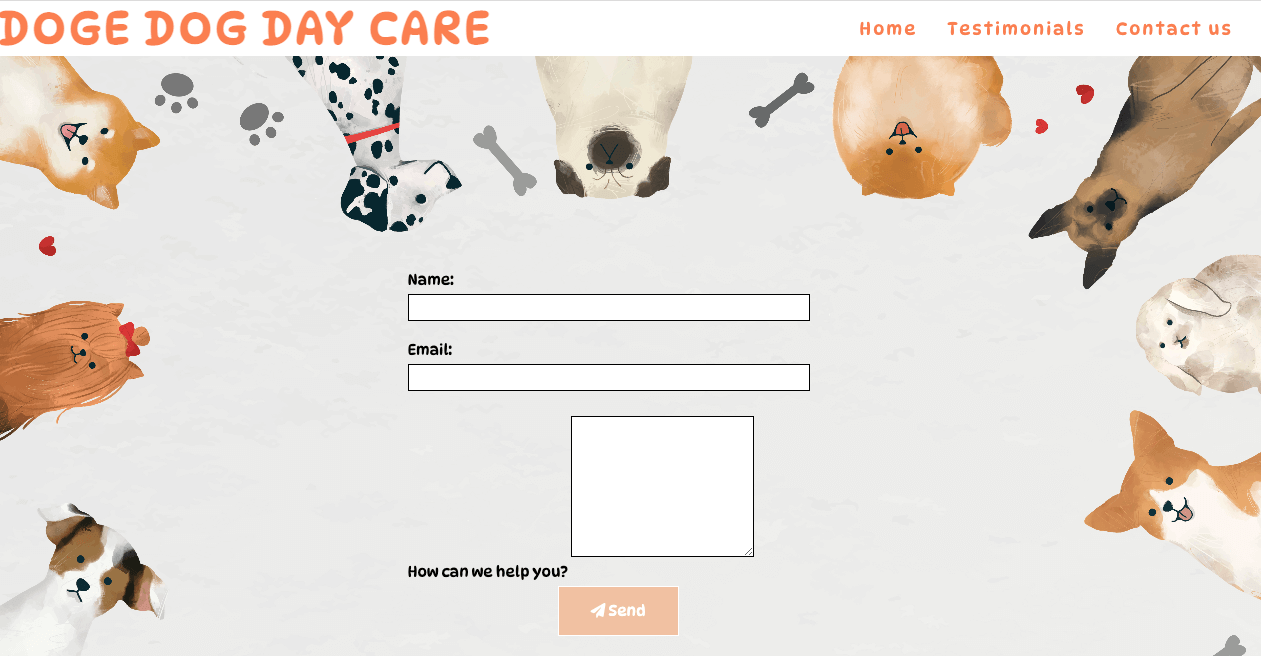 DOGE DOG DAY CARE
Home Testimonials Contact us
Name:
Email:
How can we help you?
Send